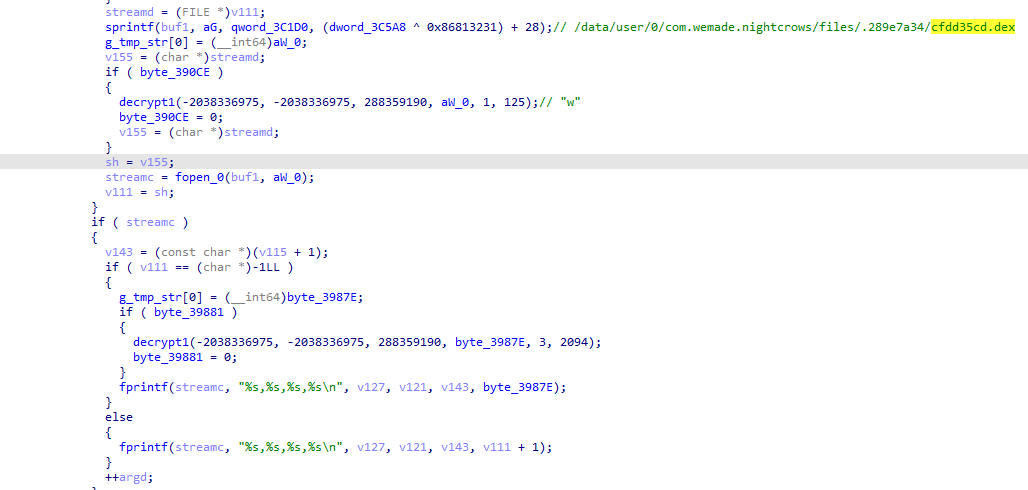 streamd = (FILE *)v111;
sprintf(buf1, aG, qword_3C1D0, (dword_3C5A8 ^ 0x86813231) + 28);// /data/user/0/com.wemade.nightcrows/files/.289e7a34/cfdd35cd.dex
g_tmp_str[0] = (__int64)aW_0;
v155 = (char *)streamd;
if ( byte_390CE )
{
decrypt1(-2038336975, -2038336975, 288359190, aW_0, 1, 125);// "w"
byte_390CE = 0;
v155 = (char *)streamd;
}
sh = v155;
streamc = fopen_0(buf1, aW_0);
v111 = sh;
}
if ( streamc )
{
v143 = (const char *)(v115 + 1);
if ( v111 == (char *)-1LL )
{
g_tmp_str[0] = (__int64)byte_3987E;
if ( byte_39881 )
{
decrypt1(-2038336975, -2038336975, 288359190, byte_3987E, 3, 2094);
byte_39881 = 0;
}
fprintf(streamc, "%s,%s,%s,%s\n", v127, v121, v143, byte_3987E);
}
else
{
fprintf(streamc, "%s,%s,%s,%s\n", v127, v121, v143, v111 + 1);
}
++argd;